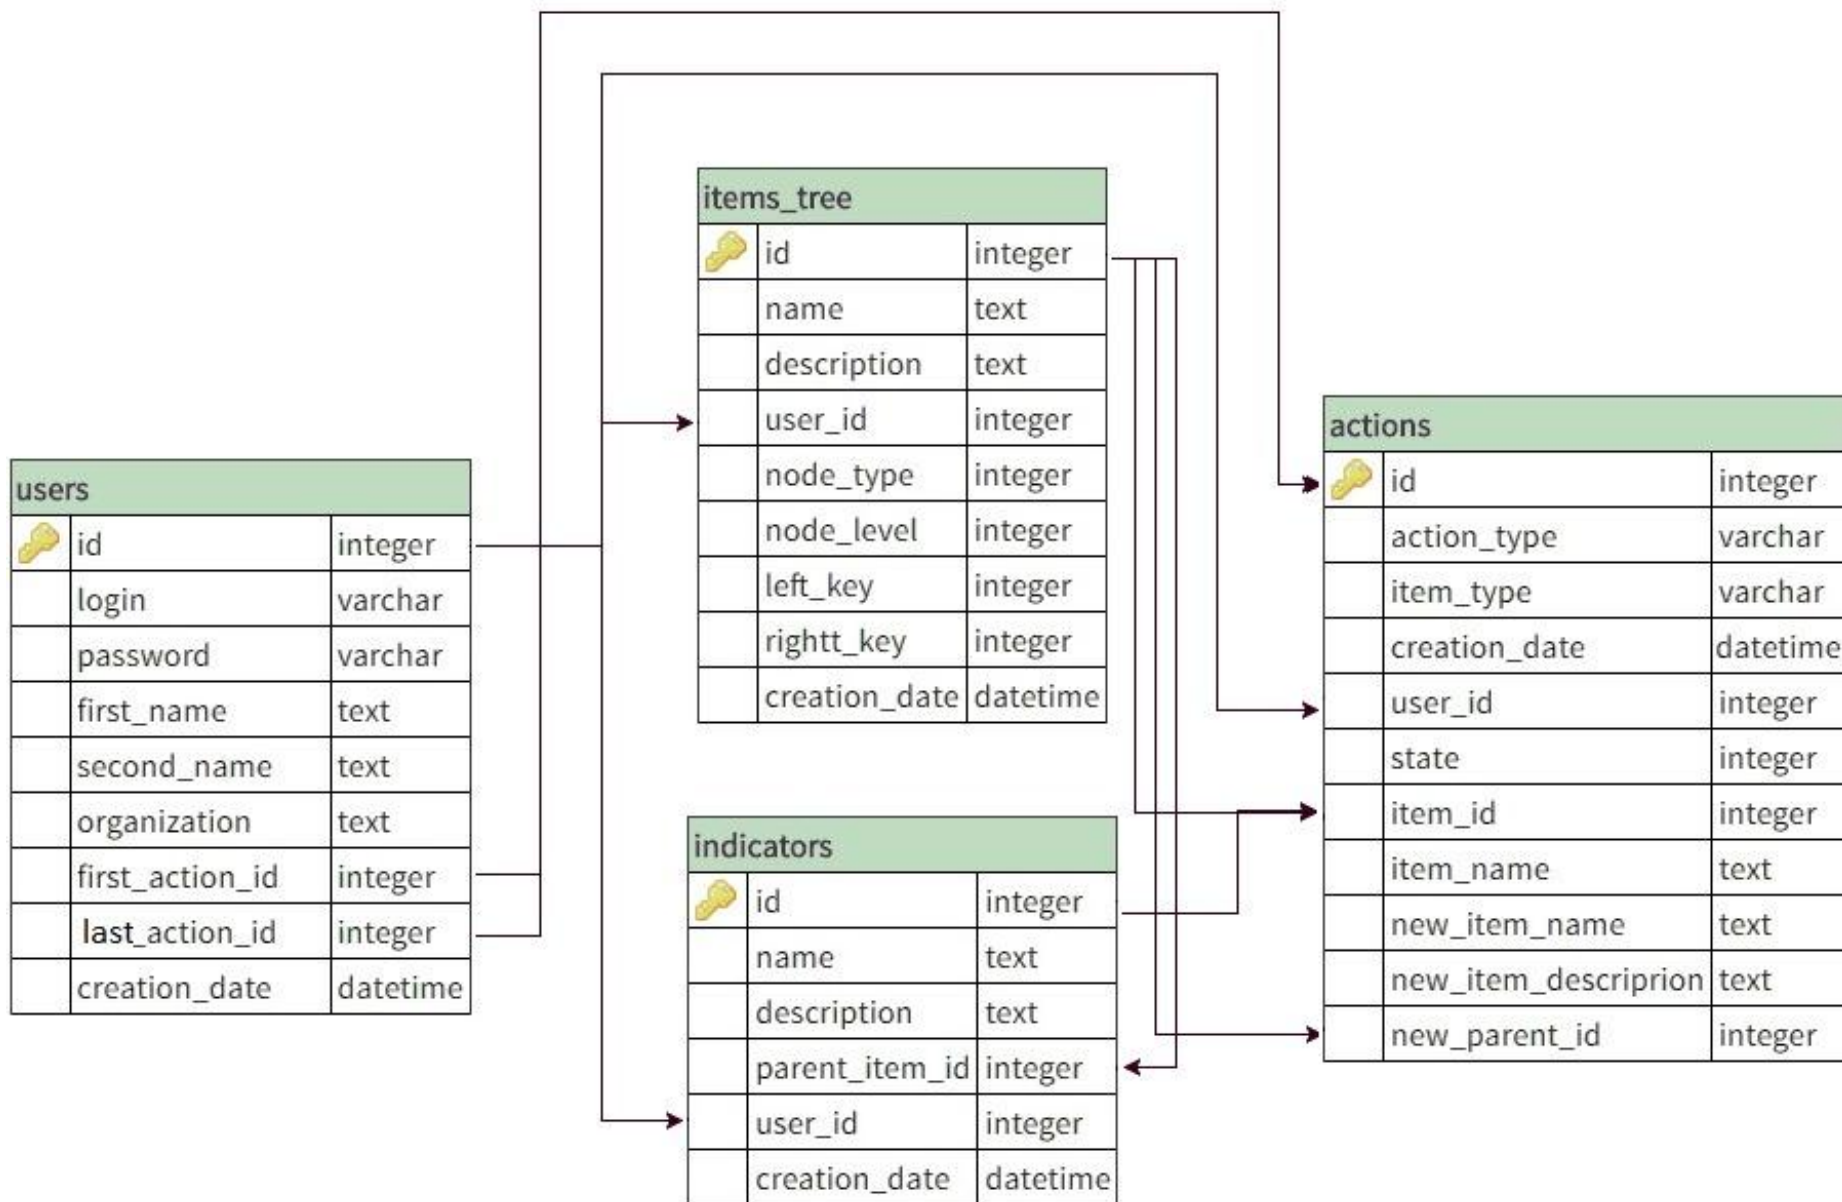 items_tree
id integer
name text
description text
user_id integer
node_type integer
node_level integer
left_key integer
rightt_key integer
creation_date datetime
users
id integer
login varchar
password varchar
first_name text
second_name text
organization text
first_action_id integer
last_action_id integer
creation_date datetime
indicators
id integer
name text
description text
parent_item_id integer
user_id integer
creation_date datetime
actions
id integer
action_type varchar
item_type varchar
creation_date datetime
user_id integer
state integer
item_id integer
item_name text
new_item_name text
new_item_descriprion text
new_parent_id integer